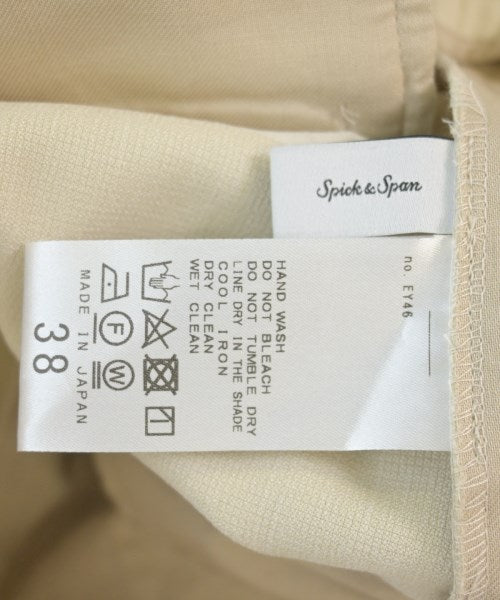 Spick & Span
no. EY46
HAND WASH
DO NOT BLEACH
DO NOT TUMBLE DRY
LINE DRY IN THE SHADE
COOL IRON
DRY CLEAN
WET CLEAN
F
W
MADE IN JAPAN
38